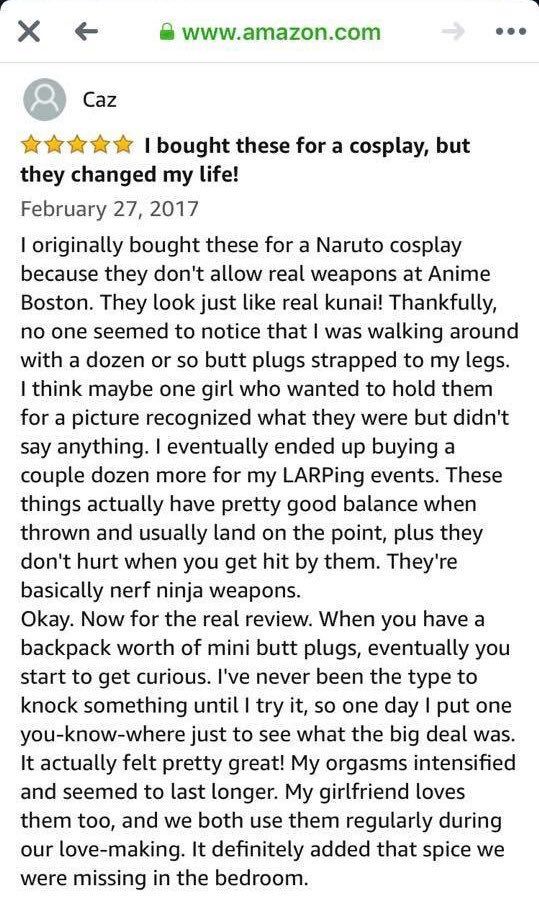 www.amazon.com
Caz
I bought these for a cosplay, but
they changed my life!
February 27, 2017
I originally bought these for a Naruto cosplay
because they don't allow real weapons at Anime
Boston. They look just like real kunai! Thankfully,
no one seemed to notice that I was walking around
with a dozen or so butt plugs strapped to my legs.
I think maybe one girl who wanted to hold them
for a picture recognized what they were but didn't
say anything. I eventually ended up buying a
couple dozen more for my LARPing events. These
things actually have pretty good balance when
thrown and usually land on the point, plus they
don't hurt when you get hit by them. They're
basically nerf ninja weapons.
Okay. Now for the real review. When you have a
backpack worth of mini butt plugs, eventually you
start to get curious. I've never been the type to
knock something until I try it, so one day I put one
you-know-where just to see what the big deal was.
It actually felt pretty great! My orgasms intensified
and seemed to last longer. My girlfriend loves
them too, and we both use them regularly during
our love-making. It definitely added that spice we
were missing in the bedroom.